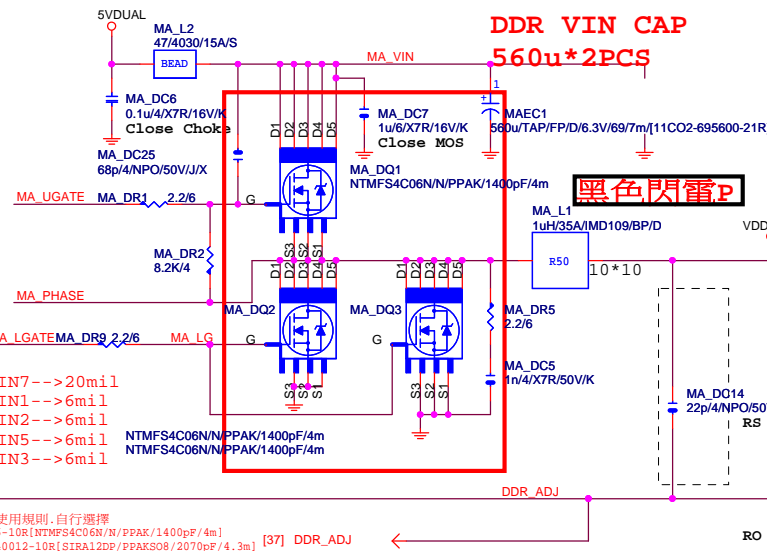 5VDUAL
DDR VIN CAP
560u*2PCS
MA_L2
47/4030/15A/S
BEAD
MA_VIN
1
+
MA_DC6
0.1u/4/X7R/16V/K
Close Choke
MA_DC7
1u/6/X7R/16V/K
Close MOS
MAEC1
560u/TAP/FP/D/6.3V/69/7m/[11CO2-695600-21R
D1
D2
D3
D4
D5
MA_DC25
68p/4/NPO/50V/J/X
MA_DQ1
NTMFS4C06N/N/PPAK/1400pF/4m
黑色閃電P
MA_UGATE
MA_DR1
2.2/6
G
S3
S2
S1
MA_L1
1uH/35A/IMD109/BP/D
VDD
R50
10*10
MA_DR2
8.2K/4
D1
D2
D3
D4
D5
D1
D2
D3
D4
D5
MA_PHASE
MA_DQ2
MA_DQ3
MA_DR5
2.2/6
A_LGATE
MA_DR9
2.2/6
MA_LG
G
G
S3
S2
S1
S3
S2
S1
MA_DC5
1n/4/X7R/50V/K
IN7-->20mil
IN1-->6mil
IN2-->6mil
IN5-->6mil
IN3-->6mil
MA_DC14
22p/4/NPO/50
RS
NTMFS4C06N/N/PPAK/1400pF/4m
NTMFS4C06N/N/PPAK/1400pF/4m
DDR_ADJ
使用規則.自行選擇
-10R[NTMFS4C06N/N/PPAK/1400pF/4m]
0012-10R[SIRA12DP/PPAKSO8/2070pF/4.3m]
[37] DDR_ADJ
RO